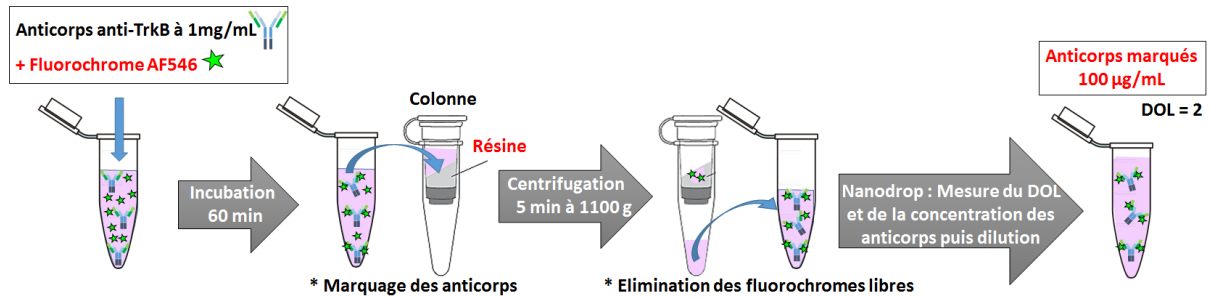 Anticorps anti-TrkB à 1mg/mL
+ Fluorochrome AF546
Incubation
60 min
Colonne
Résine
* Marquage des anticorps
Centrifugation
5 min à 1100 g
* Elimination des fluorochromes libres
Nanodrop : Mesure du DOL
et de la concentration des
anticorps puis dilution
Anticorps marqués
100 µg/mL
DOL = 2